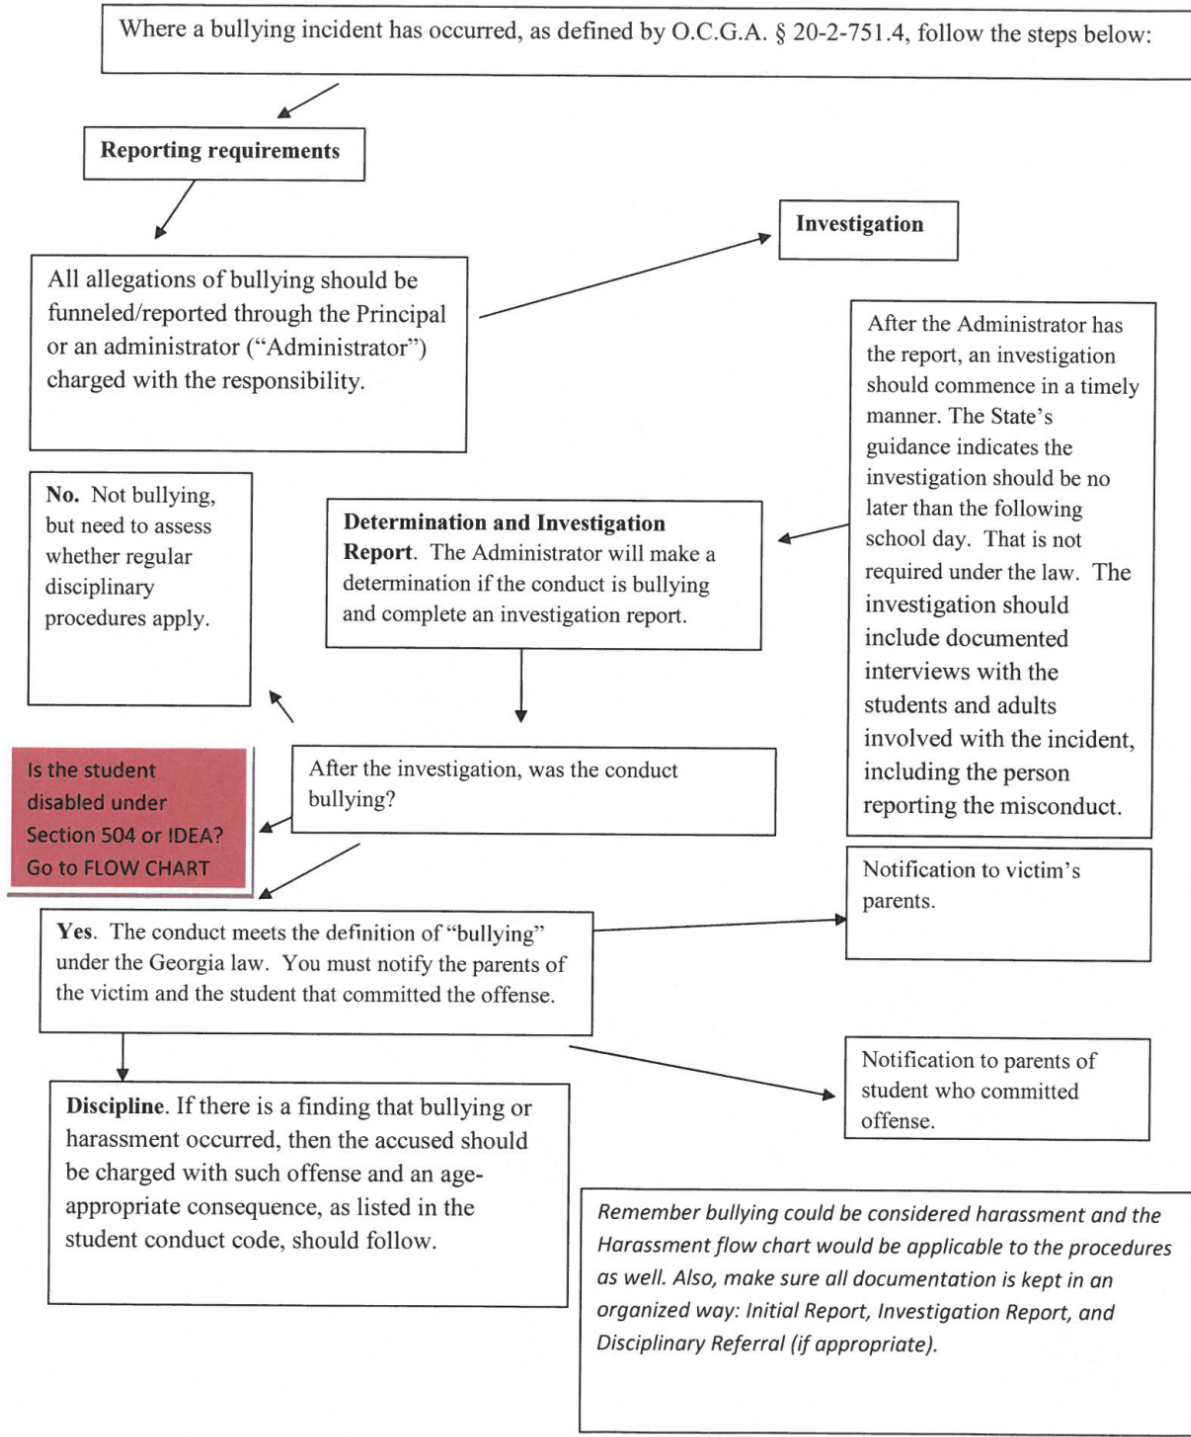 Where a bullying incident has occurred, as defined by O.C.G.A. § 20-2-751.4, follow the steps below:
Reporting requirements
All allegations of bullying should be
funneled/reported through the Principal
or an administrator (“Administrator”)
charged with the responsibility.
Investigation
After the Administrator has
the report, an investigation
should commence in a timely
manner. The State’s
guidance indicates the
investigation should be no
later than the following
school day. That is not
required under the law. The
investigation should
include documented
interviews with the
students and adults
involved with the incident,
including the person
reporting the misconduct.
Determination and Investigation
Report. The Administrator will make a
determination if the conduct is bullying
and complete an investigation report.
After the investigation, was the conduct
bullying?
No. Not bullying,
but need to assess
whether regular
disciplinary
procedures apply.
Is the student
disabled under
Section 504 or IDEA?
Go to FLOW CHART
Yes. The conduct meets the definition of “bullying”
under the Georgia law. You must notify the parents of
the victim and the student that committed the offense.
Notification to victim’s
parents.
Notification to parents of
student who committed
offense.
Discipline. If there is a finding that bullying or
harassment occurred, then the accused should
be charged with such offense and an age-
appropriate consequence, as listed in the
student conduct code, should follow.
Remember bullying could be considered harassment and the
Harassment flow chart would be applicable to the procedures
as well. Also, make sure all documentation is kept in an
organized way: Initial Report, Investigation Report, and
Disciplinary Referral (if appropriate).